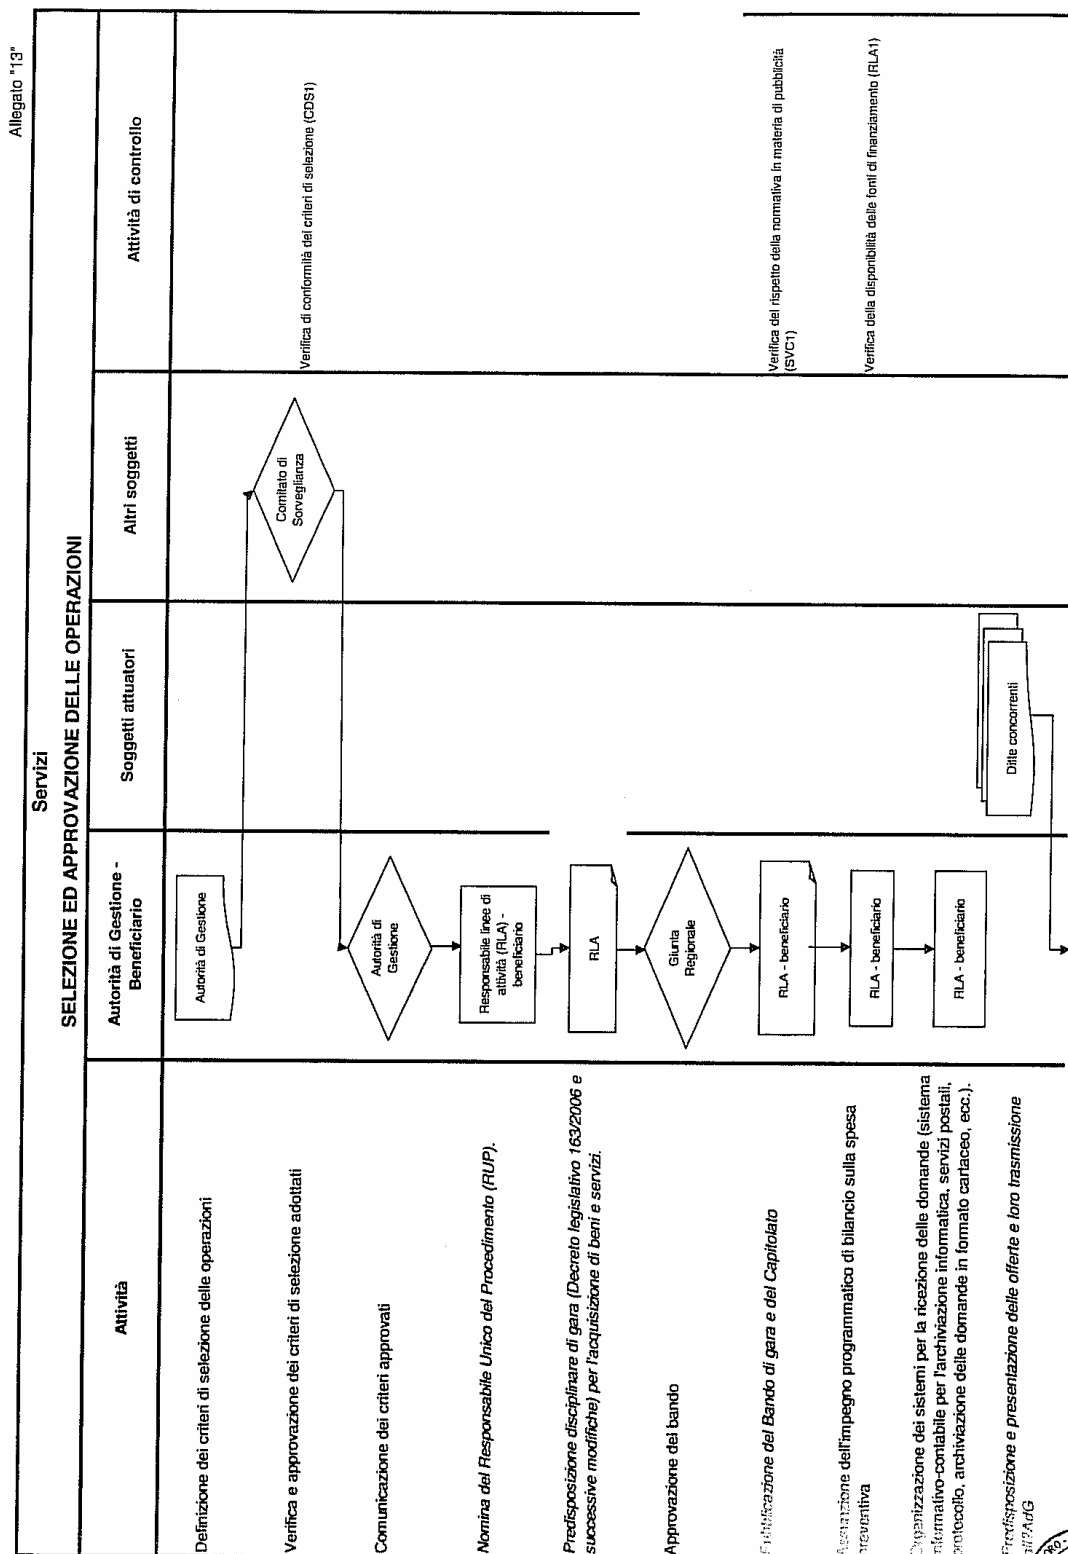 Allegato "13"
Servizi
SELEZIONE ED APPROVAZIONE DELLE OPERAZIONI
Attività
Autorità di Gestione -
Beneficiario
Soggetti attuatori
Altri soggetti
Attività di controllo
Definizione dei criteri di selezione delle operazioni
Autorità di Gestione
Verifica e approvazione dei criteri di selezione adottati
Comitato di
Sorveglianza
Verifica di conformità dei criteri di selezione (CDS1)
Comunicazione dei criteri approvati
Autorità di
Gestione
Nomina del Responsabile Unico del Procedimento (RUP).
Responsabile linee di
attività (RLA) -
beneficiario
Predisposizione disciplinare di gara (Decreto legislativo 163/2006 e
successive modifiche) per l'acquisizione di beni e servizi.
RLA
Approvazione dei bando
Giunta
Regionale
Pubblicazione del Bando di gara e del Capitolato
RLA - beneficiario
Verifica del rispetto della normativa in materia di pubblicità
(SVC1)
Assunzione dell'impegno programmatico di bilancio sulla spesa
preventiva
RLA - beneficiario
Verifica della disponibilità delle fonti di finanziamento (RLA1)
Organizzazione dei sistemi per la ricezione delle domande (sistema
informativo-contabile per l'archiviazione informatica, servizi postali,
protocollo, archiviazione delle domande in formato cartaceo, ecc.).
RLA - beneficiario
Predisposizione e presentazione delle offerte e loro trasmissione
all'AdG
Ditte concorrenti